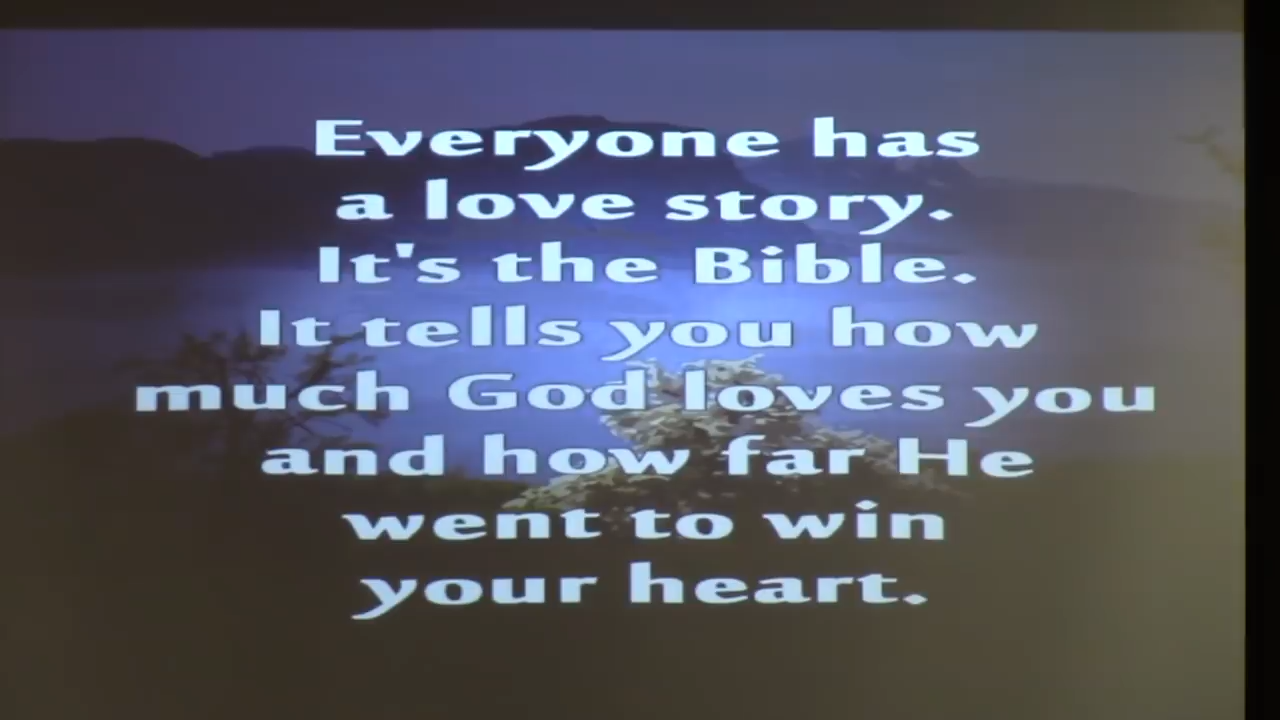 Everyone has
a love story.
It's the Bible.
It tells you how
much God loves you
and how far He
went to win
your heart.